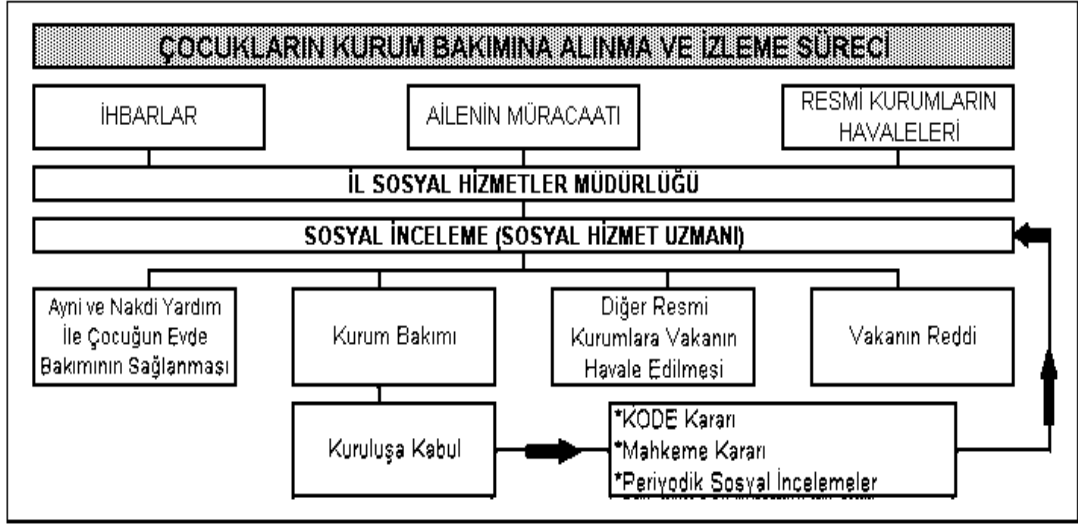 ÇOCUKLARIN KURUM BAKIMINA ALINMA VE İZLEME SÜRECİ
İHBARLAR
AİLENİN MÜRACAATI
RESMİ KURUMLARIN
HAVALELERİ
İL SOSYAL HİZMETLER MÜDÜRLÜĞÜ
SOSYAL İNCELEME (SOSYAL HİZMET UZMANI)
Ayni ve Nakdi Yardım
İle Çocuğun Evde
Bakımının Sağlanması
Kurum Bakımı
Diğer Resmi
Kurumlara Vakanın
Havale Edilmesi
Vakanın Reddi
Kuruluşa Kabul
*KODE Kararı
*Mahkeme Kararı
*Periyodik Sosyal İncelemeler